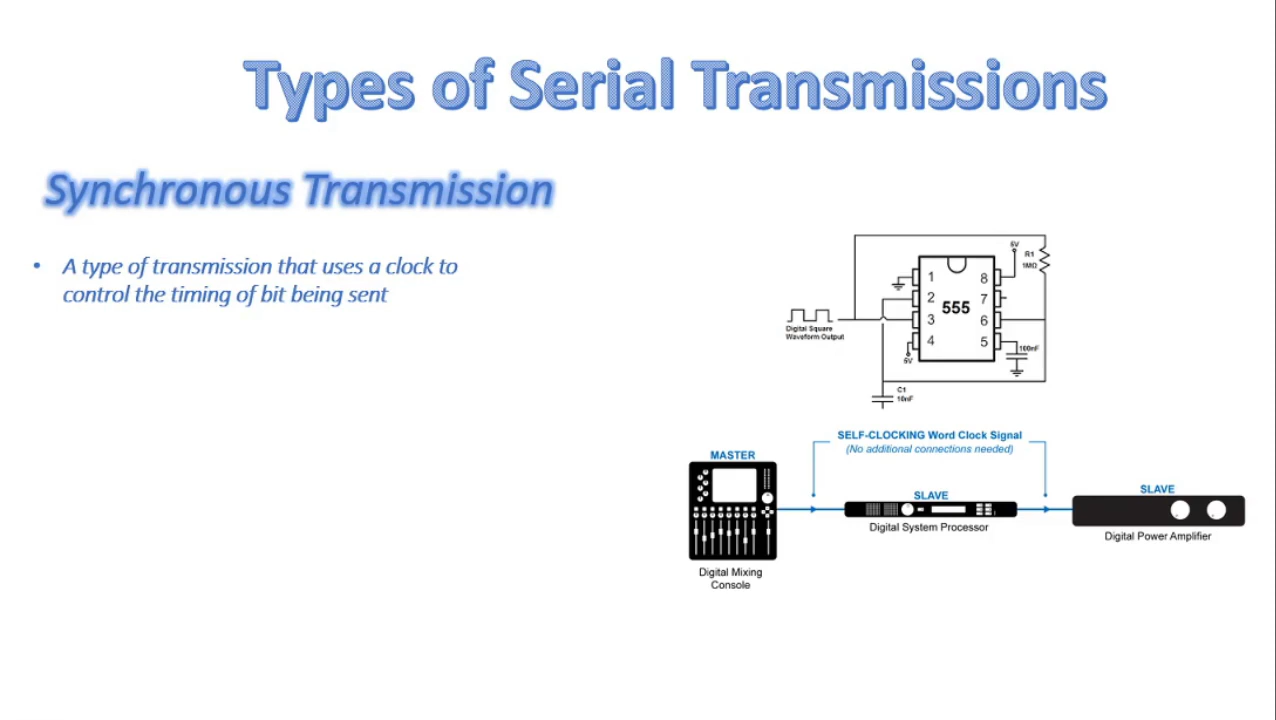 Types of Serial Transmissions
Synchronous Transmission
• A type of transmission that uses a clock to
control the timing of bit being sent
5V
R1
1MΩ
1
8
2
7
555
3
6
4
5
Digital Square
Waveform Output
5V
100nF
C1
10nF
SELF-CLOCKING Word Clock Signal
(No additional connections needed)
MASTER
SLAVE
SLAVE
Digital System Processor
Digital Power Amplifier
Digital Mixing
Console